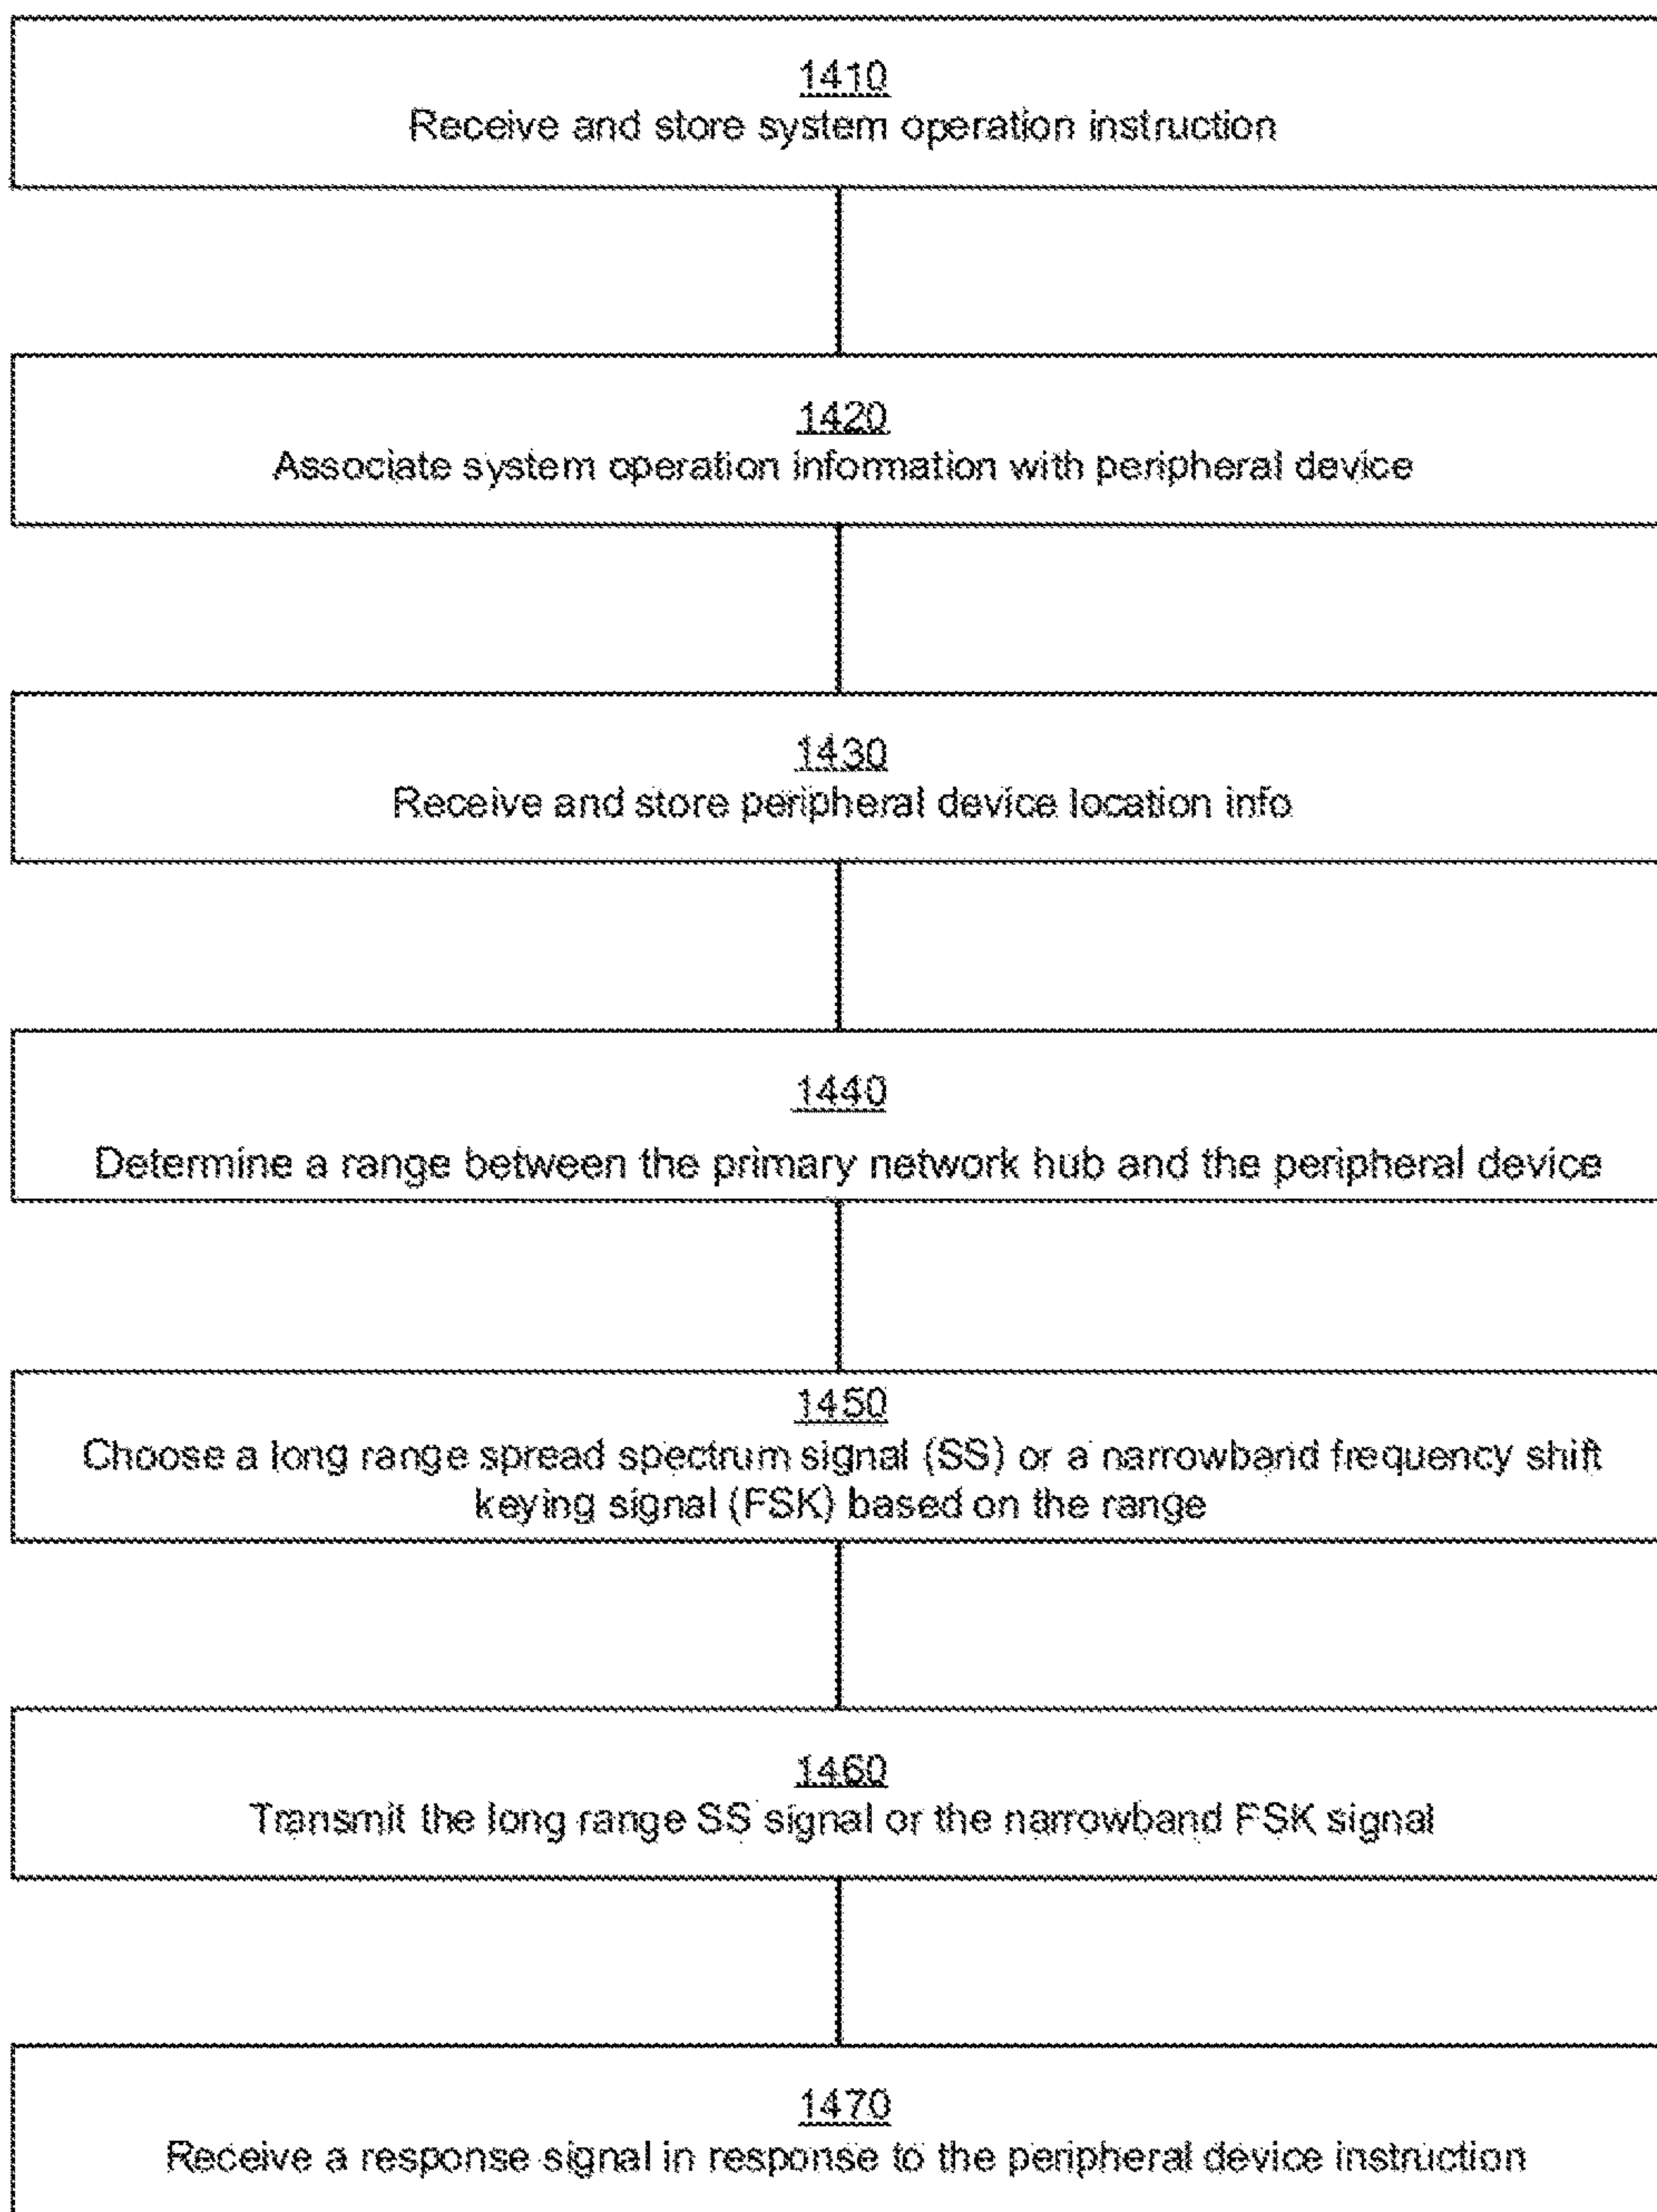 1410
Receive and store system operation instruction
1420
Associate system operation information with peripheral device
1430
Receive and store peripheral device location info
1440
Determine a range between the primary network hub and the peripheral device
1450
Choose a long range spread spectrum signal (SS) or a narrowband frequency shift
keying signal (FSK) based on the range
1460
Transmit the long range SS signal or the narrowband FSK signal
1470
Receive a response signal in response to the peripheral device instruction